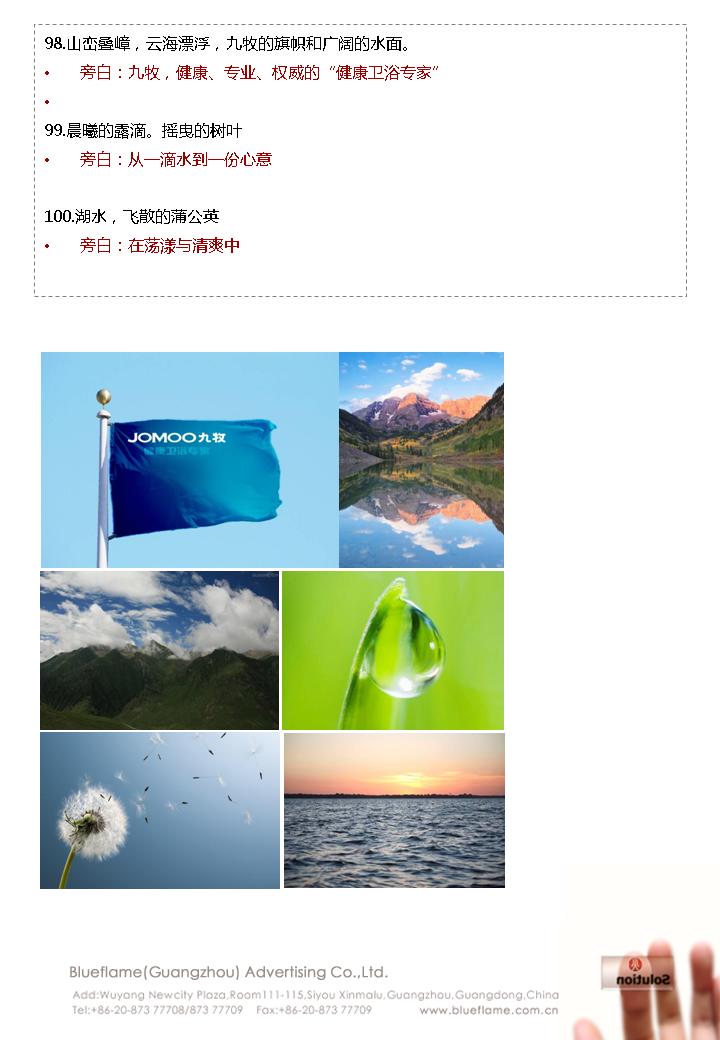 98.山峦叠嶂，云海漂浮，九牧的旗帜和广阔的水面。
• 旁白：九牧，健康、专业、权威的“健康卫浴专家”
•
99.晨曦的露滴。摇曳的树叶
• 旁白：从一滴水到一份心意
100.湖水，飞散的蒲公英
• 旁白：在荡漾与清爽中
JOMOO九牧
健康卫浴专家
Blueflame(Guangzhou) Advertising Co.,Ltd.
Add:Wuyang Newcity Plaza,Room111-115,Siyou Xinmalu,Guangzhou,Guangdong,China
Tel:+86-20-873 77708/873 77709 Fax:+86-20-873 77709 www.blueflame.com.cn
Solution